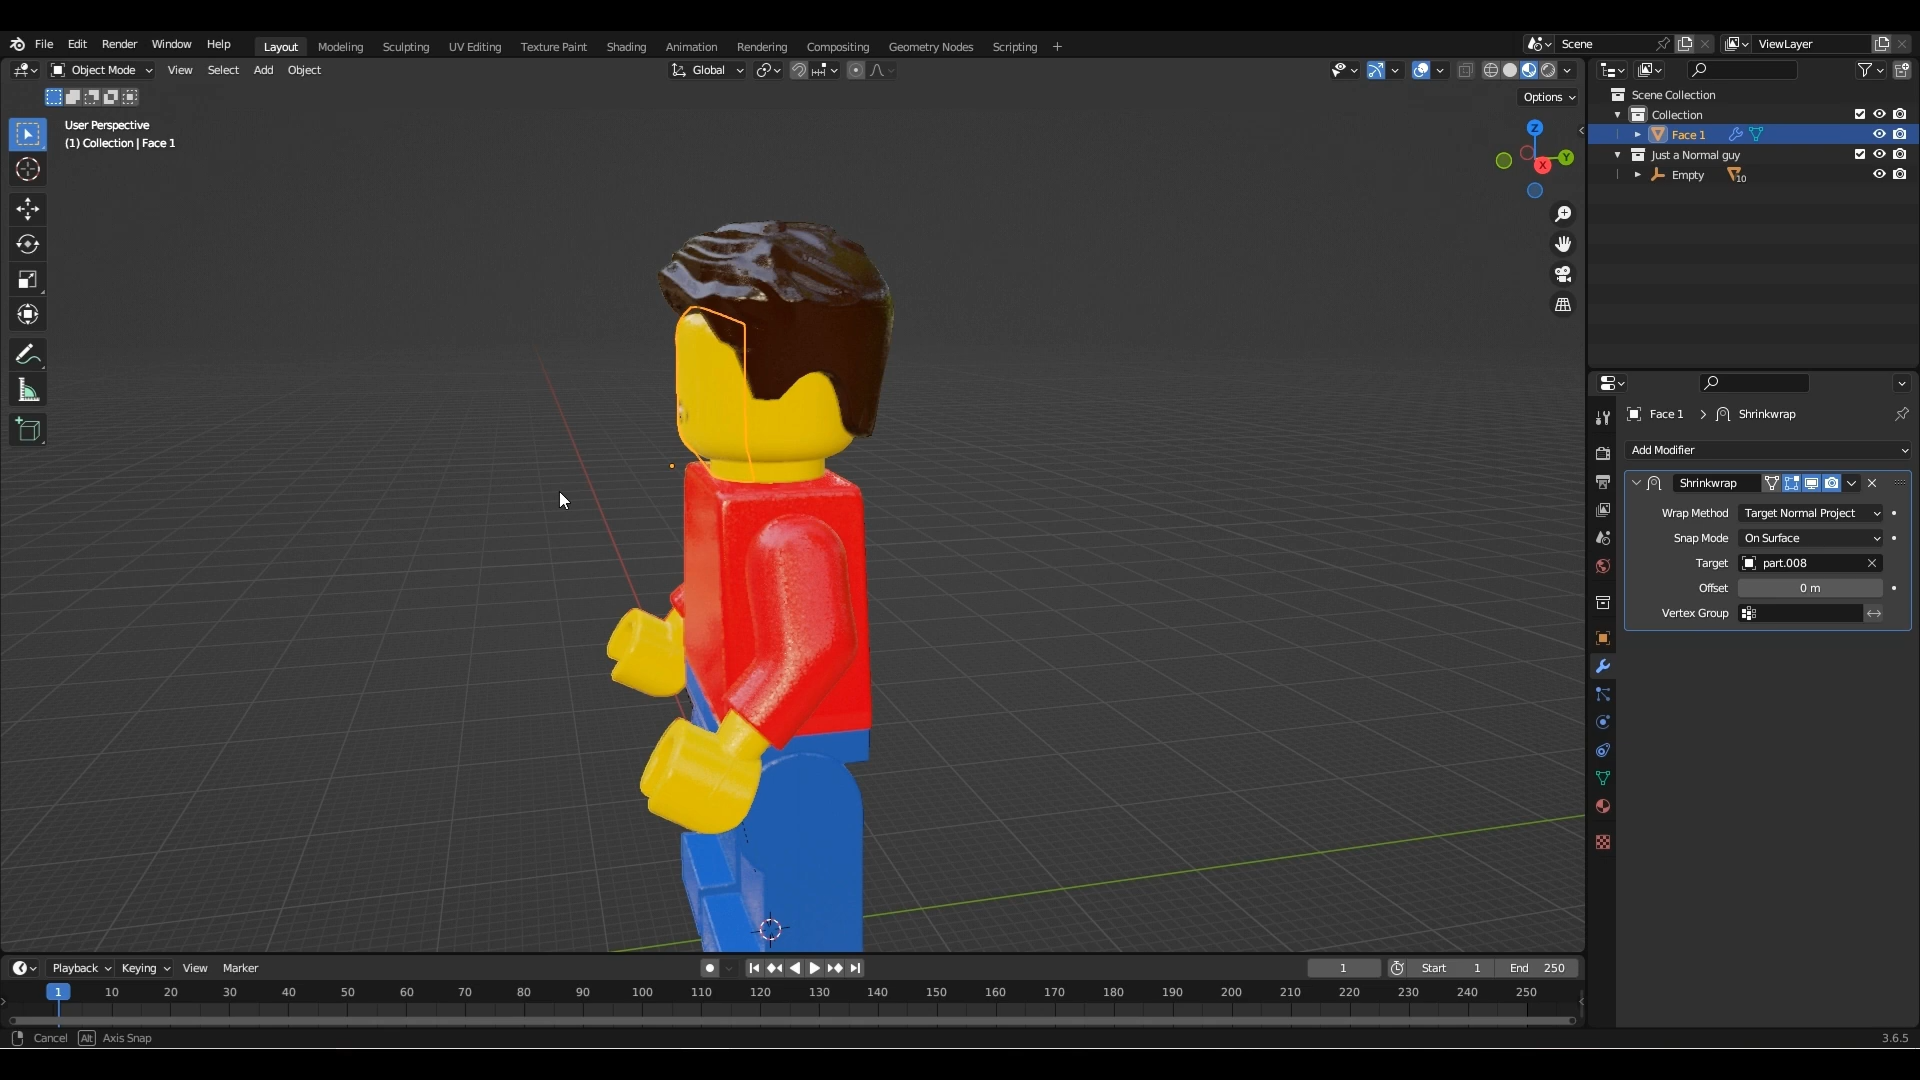 File Edit Render Window Help Layout Modeling Sculpting UV Editing Texture Paint Shading Animation Rendering Compositing Geometry Nodes Scripting + Scene ViewLayer
Object Mode View Select Add Object Global
Options
User Perspective
(1) Collection | Face 1
Z
Y
X
Scene Collection
Collection
Face 1
Just a Normal guy
Empty 10
Face 1 > Shrinkwrap
Add Modifier
Shrinkwrap
Wrap Method Target Normal Project
Snap Mode On Surface
Target part.008
Offset 0 m
Vertex Group
Playback Keying View Marker 1 Start 1 End 250
1 10 20 30 40 50 60 70 80 90 100 110 120 130 140 150 160 170 180 190 200 210 220 230 240 250
Cancel Alt Axis Snap 3.6.5